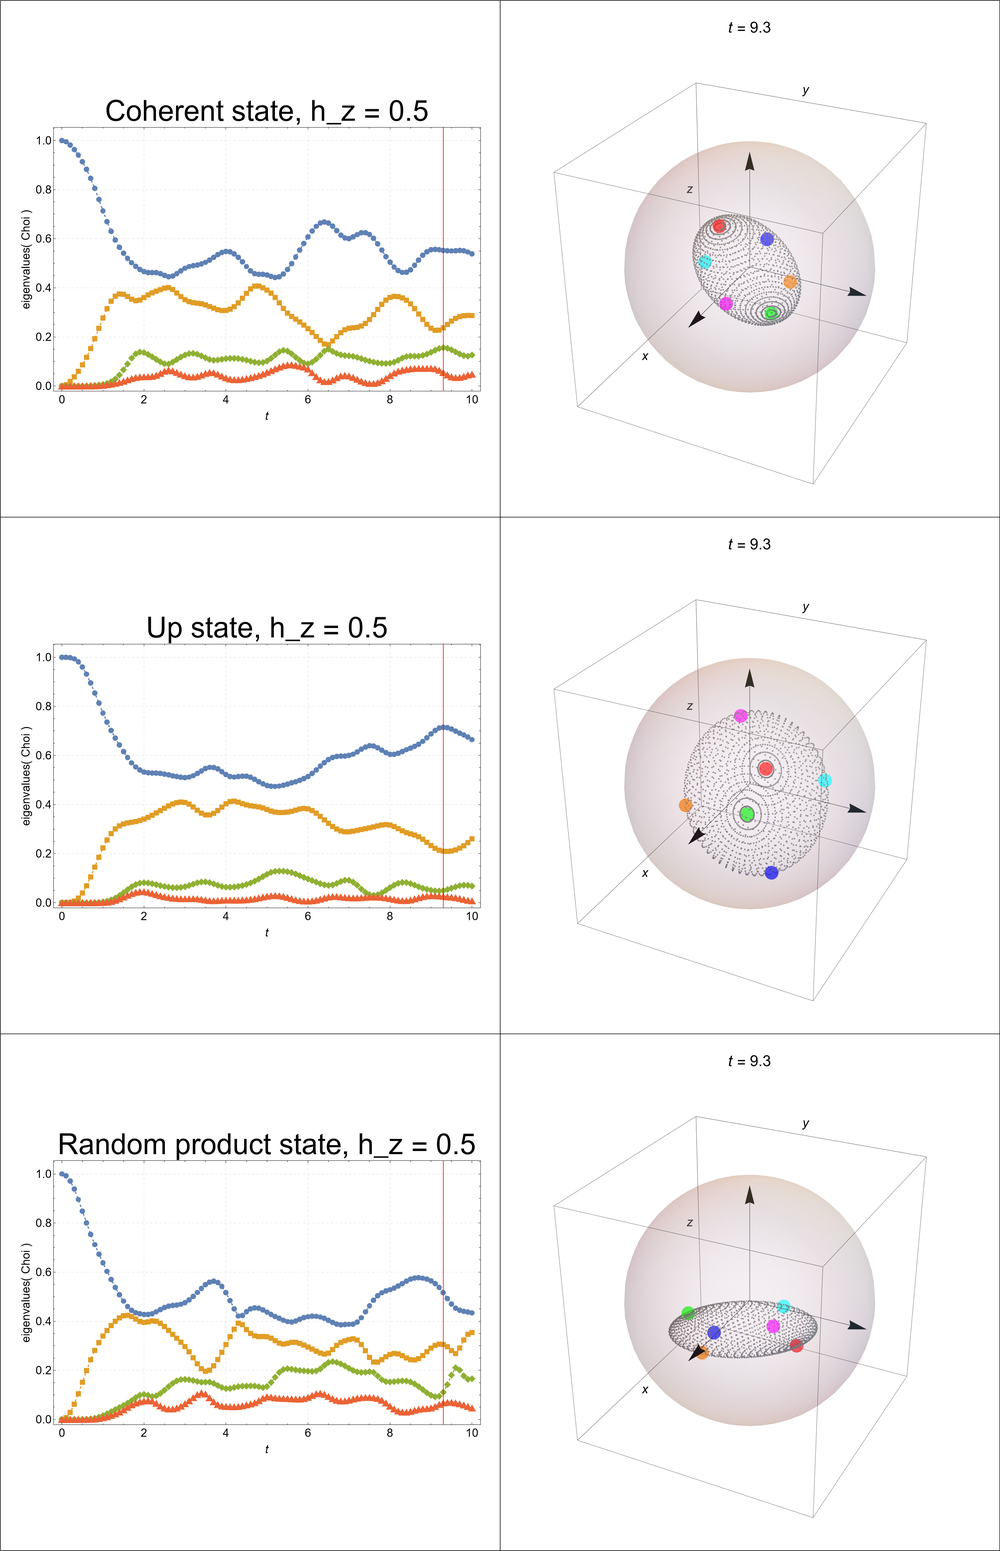 Coherent state, h_z = 0.5
eigenvalues( Choi )
1.0
0.8
0.6
0.4
0.2
0.0
0 2 4 6 8 10
t
t = 9.3
y
z
x
Up state, h_z = 0.5
eigenvalues( Choi )
1.0
0.8
0.6
0.4
0.2
0.0
0 2 4 6 8 10
t
t = 9.3
y
z
x
Random product state, h_z = 0.5
eigenvalues( Choi )
1.0
0.8
0.6
0.4
0.2
0.0
0 2 4 6 8 10
t
t = 9.3
y
z
x